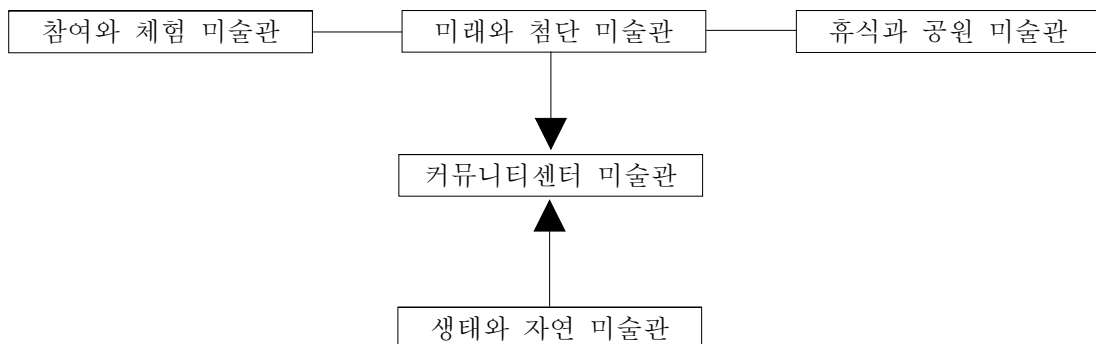 참여와 체험 미술관
미래와 첨단 미술관
휴식과 공원 미술관
커뮤니티센터 미술관
생태와 자연 미술관